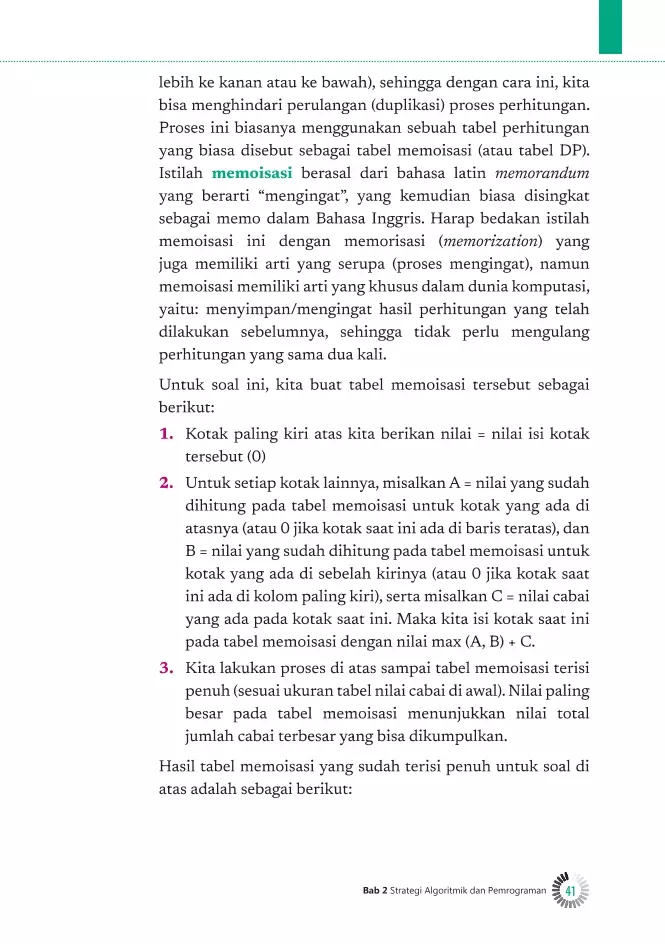 lebih ke kanan atau ke bawah), sehingga dengan cara ini, kita
bisa menghindari perulangan (duplikasi) proses perhitungan.
Proses ini biasanya menggunakan sebuah tabel perhitungan
yang biasa disebut sebagai tabel memoisasi (atau tabel DP).
Istilah memoisasi berasal dari bahasa latin memorandum
yang berarti “mengingat”, yang kemudian biasa disingkat
sebagai memo dalam Bahasa Inggris. Harap bedakan istilah
memoisasi ini dengan memorisasi (memorization) yang
juga memiliki arti yang serupa (proses mengingat), namun
memoisasi memiliki arti yang khusus dalam dunia komputasi,
yaitu: menyimpan/mengingat hasil perhitungan yang telah
dilakukan sebelumnya, sehingga tidak perlu mengulang
perhitungan yang sama dua kali.
Untuk soal ini, kita buat tabel memoisasi tersebut sebagai
berikut:
1. Kotak paling kiri atas kita berikan nilai = nilai isi kotak
tersebut (0)
2. Untuk setiap kotak lainnya, misalkan A = nilai yang sudah
dihitung pada tabel memoisasi untuk kotak yang ada di
atasnya (atau 0 jika kotak saat ini ada di baris teratas), dan
B = nilai yang sudah dihitung pada tabel memoisasi untuk
kotak yang ada di sebelah kirinya (atau 0 jika kotak saat
ini ada di kolom paling kiri), serta misalkan C = nilai cabai
yang ada pada kotak saat ini. Maka kita isi kotak saat ini
pada tabel memoisasi dengan nilai max (A, B) + C.
3. Kita lakukan proses di atas sampai tabel memoisasi terisi
penuh (sesuai ukuran tabel nilai cabai di awal). Nilai paling
besar pada tabel memoisasi menunjukkan nilai total
jumlah cabai terbesar yang bisa dikumpulkan.
Hasil tabel memoisasi yang sudah terisi penuh untuk soal di
atas adalah sebagai berikut:
Bab 2 Strategi Algoritmik dan Pemrograman 41